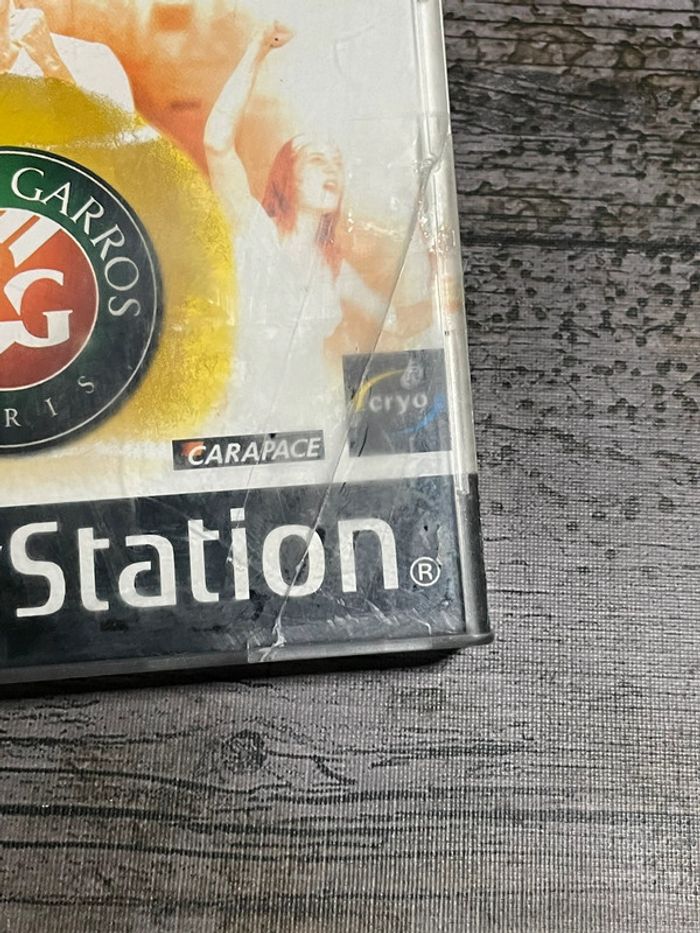 GARROS
G
RIS
cryo
CARAPACE
Station®